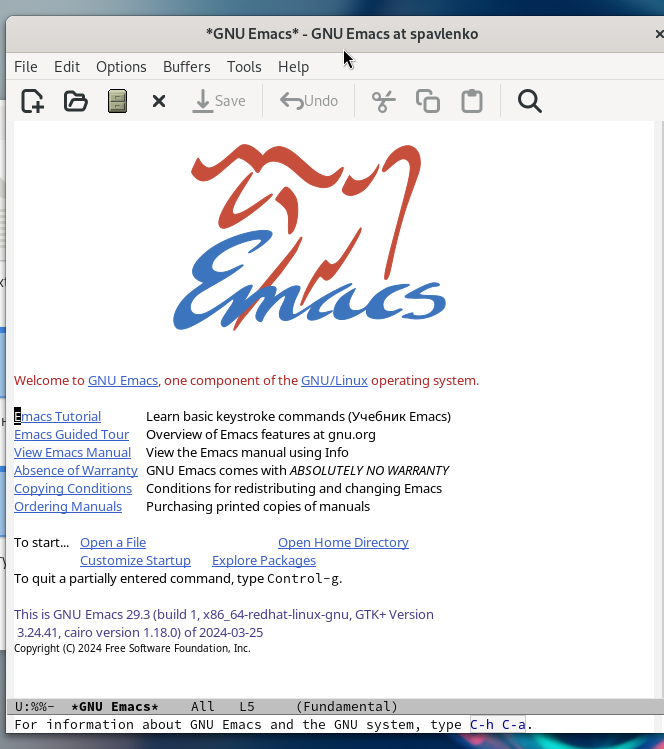 *GNU Emacs* - GNU Emacs at spavlenko
File Edit Options Buffers Tools Help
Save Undo
Emacs
Welcome to GNU Emacs, one component of the GNU/Linux operating system.
Emacs Tutorial Learn basic keystroke commands (Учебник Emacs)
Emacs Guided Tour Overview of Emacs features at gnu.org
View Emacs Manual View the Emacs manual using Info
Absence of Warranty GNU Emacs comes with ABSOLUTELY NO WARRANTY
Copying Conditions Conditions for redistributing and changing Emacs
Ordering Manuals Purchasing printed copies of manuals
To start... Open a File Open Home Directory
Customize Startup Explore Packages
To quit a partially entered command, type Control-g.
This is GNU Emacs 29.3 (build 1, x86_64-redhat-linux-gnu, GTK+ Version
3.24.41, cairo version 1.18.0) of 2024-03-25
Copyright (C) 2024 Free Software Foundation, Inc.
U:%%- *GNU Emacs* All L5 (Fundamental)
For information about GNU Emacs and the GNU system, type C-h C-a.